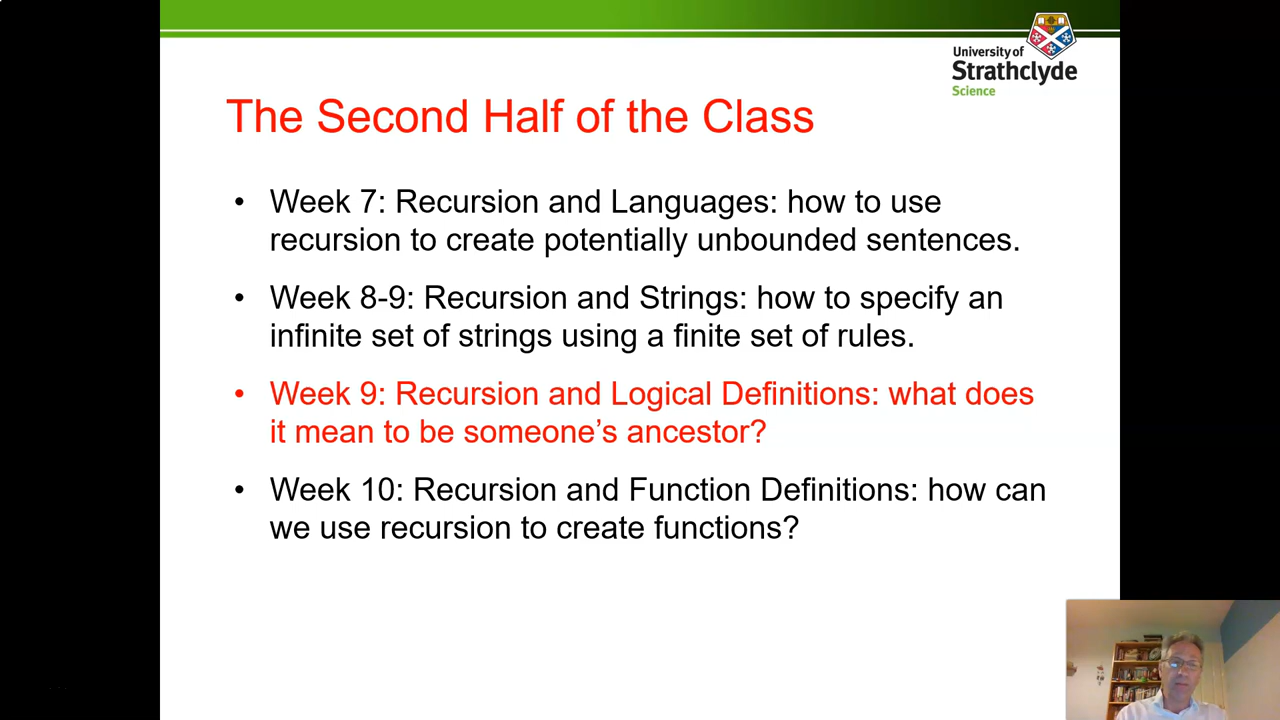 University of
Strathclyde
Science
The Second Half of the Class
• Week 7: Recursion and Languages: how to use
recursion to create potentially unbounded sentences.
• Week 8-9: Recursion and Strings: how to specify an
infinite set of strings using a finite set of rules.
• Week 9: Recursion and Logical Definitions: what does
it mean to be someone’s ancestor?
• Week 10: Recursion and Function Definitions: how can
we use recursion to create functions?